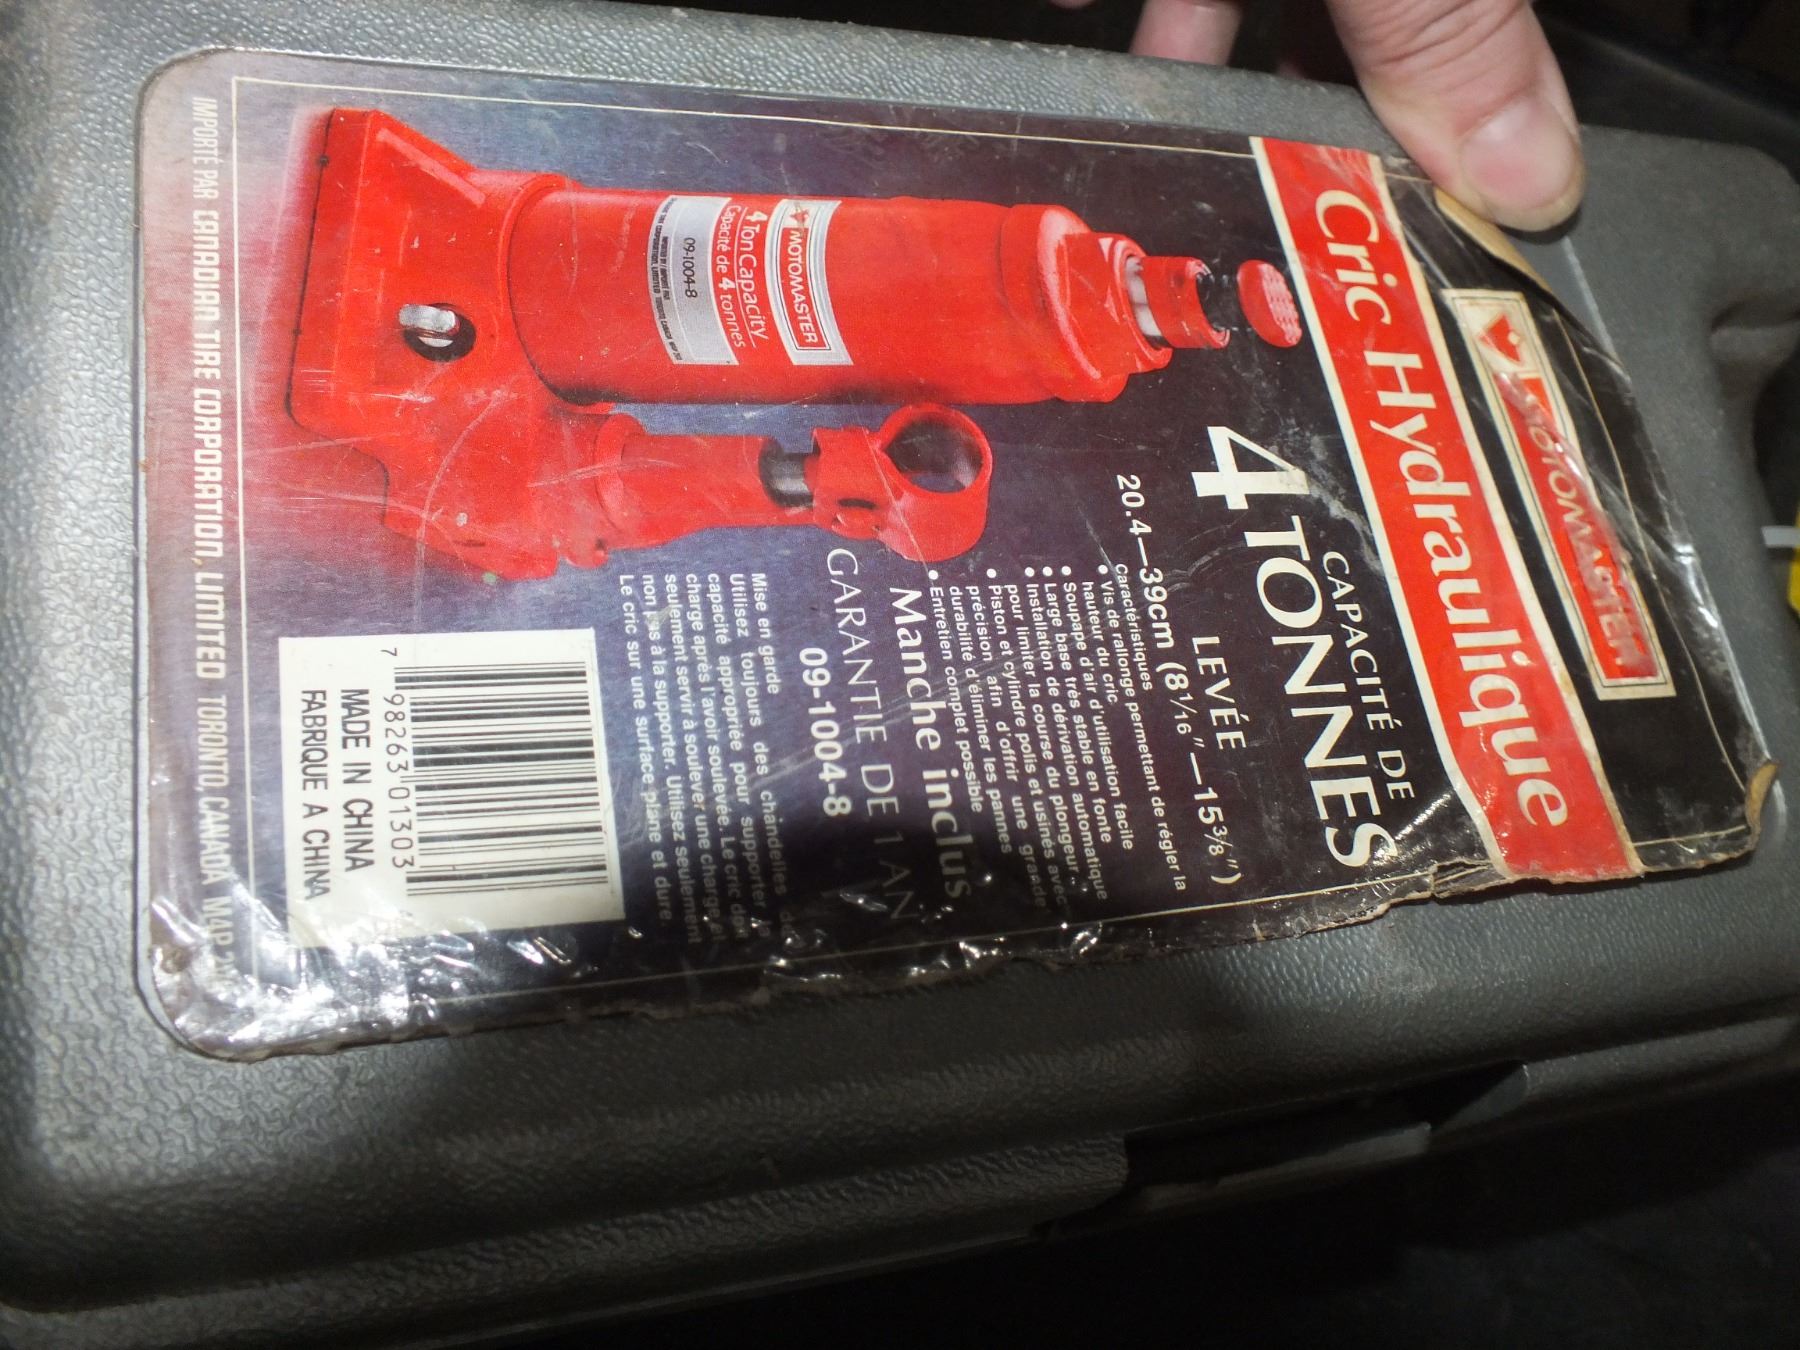 MOTOMASTER
Cric Hydraulique
CAPACITÉ DE
4 TONNES
LEVÉE
20.4—39cm (8 1/16"—15 3/8")
caractéristiques
• Vis de rallonge permettant de régler la
hauteur du cric
• Soupape d'air d'utilisation facile
• Large base très stable en fonte
• Installation de dérivation automatique
pour limiter la course du plongeur
• Piston et cylindre polis et usinés avec
précision afin d'offrir une grande
durabilité d'éliminer les pannes
• Entretien complet possible
Manche inclus
GARANTIE DE 1 AN
09-1004-8
Mise en garde
Utilisez toujours des chandelles de
capacité appropriée pour supporter la
charge après l'avoir soulevée. Le cric doit
seulement servir à soulever une charge, et
non pas à la supporter. Utilisez seulement
Le cric sur une surface plane et dure
MOTOMASTER
4 Ton Capacity
Capacité de 4 tonnes
09-1004-8
7 98263 01303
MADE IN CHINA
FABRIQUE A CHINA
IMPORTÉ PAR CANADIAN TIRE CORPORATION, LIMITED TORONTO, CANADA M4P